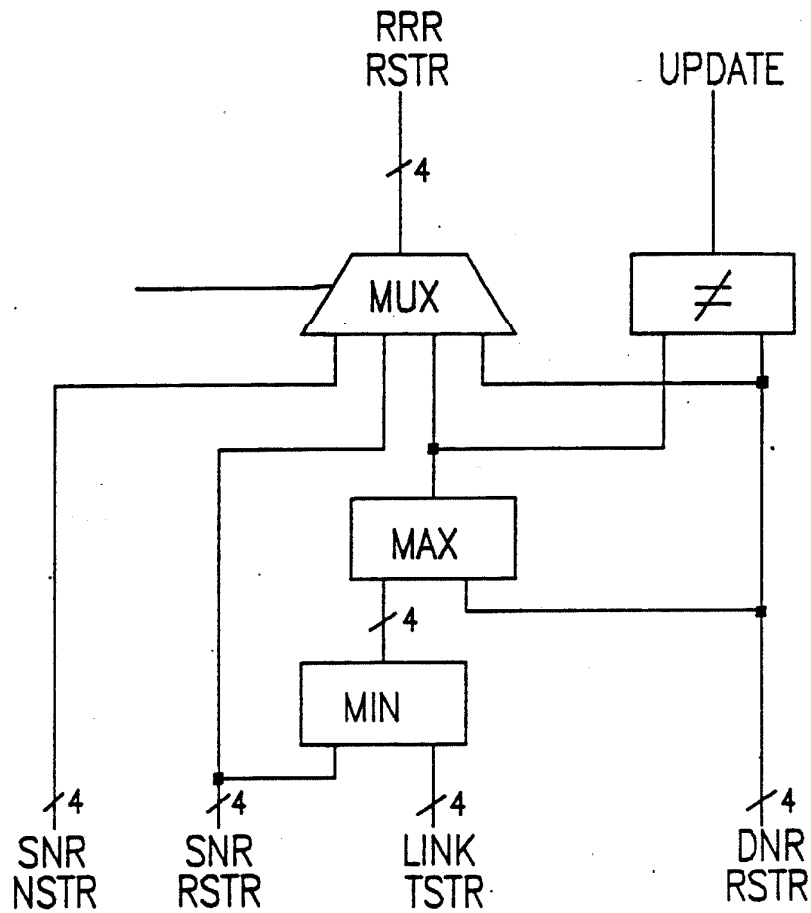 RRR
RSTR
UPDATE
4
MUX
≠
MAX
4
MIN
4
4
4
4
SNR
NSTR
SNR
RSTR
LINK
TSTR
DNR
RSTR